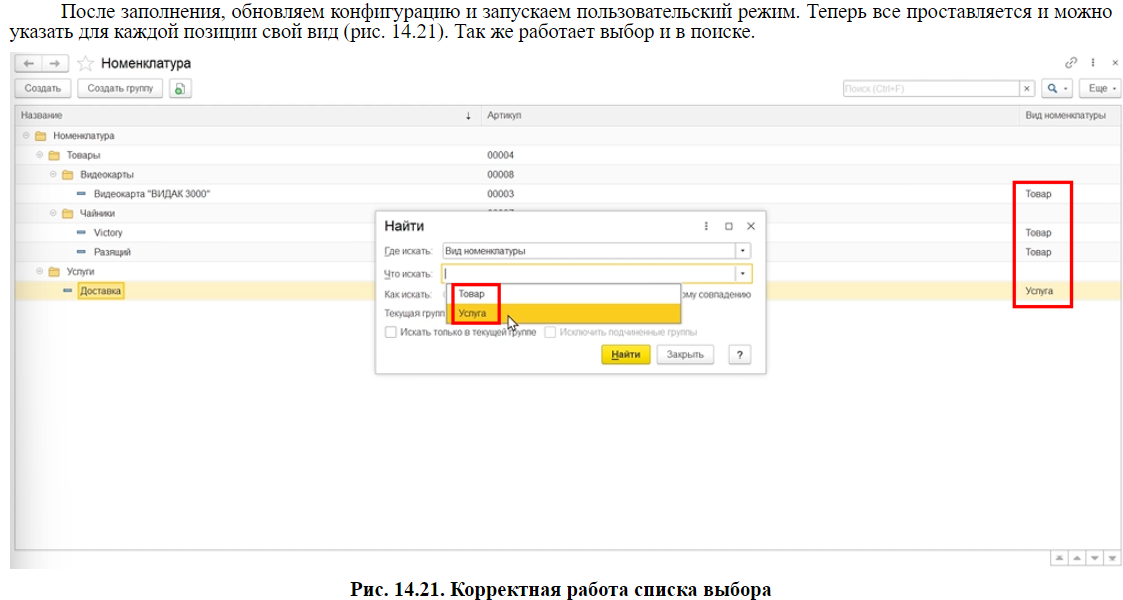 После заполнения, обновляем конфигурацию и запускаем пользовательский режим. Теперь все проставляется и можно
указать для каждой позиции свой вид (рис. 14.21). Так же работает выбор и в поиске.
Номенклатура
Создать Создать группу Поиск (Ctrl+F) × Еще
Название ↓ Артикул Вид номенклатуры
Номенклатура
Товары 00004
Видеокарты 00008
Видеокарта "ВИДАК 3000" 00003 Товар
Чайники
Victory Товар
Разящий Товар
Услуги
Доставка Услуга
Найти
Где искать: Вид номенклатуры
Что искать:
Товар
Как искать: ому совпадению
Услуга
Текущая групп
Искать только в текущей группе Исключить подчиненные группы
Найти Закрыть ?
Рис. 14.21. Корректная работа списка выбора